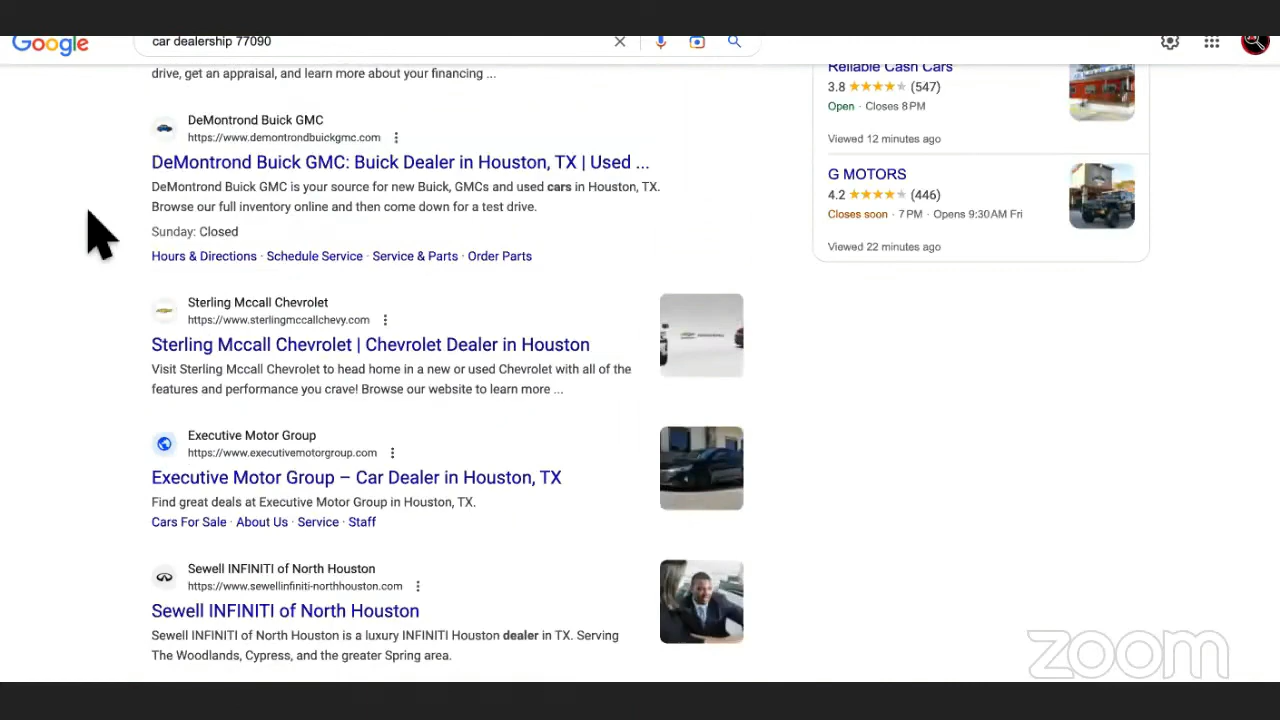 Google
car dealership 77090
drive, get an appraisal, and learn more about your financing ...
DeMontrond Buick GMC
https://www.demontrondbuickgmc.com
DeMontrond Buick GMC: Buick Dealer in Houston, TX | Used ...
DeMontrond Buick GMC is your source for new Buick, GMCs and used cars in Houston, TX.
Browse our full inventory online and then come down for a test drive.
Sunday: Closed
Hours & Directions · Schedule Service · Service & Parts · Order Parts
Sterling Mccall Chevrolet
https://www.sterlingmccallchevy.com
Sterling Mccall Chevrolet | Chevrolet Dealer in Houston
Visit Sterling Mccall Chevrolet to head home in a new or used Chevrolet with all of the
features and performance you crave! Browse our website to learn more ...
Executive Motor Group
https://www.executivemotorgroup.com
Executive Motor Group – Car Dealer in Houston, TX
Find great deals at Executive Motor Group in Houston, TX.
Cars For Sale · About Us · Service · Staff
Sewell INFINITI of North Houston
https://www.sewellinfiniti-northhouston.com
Sewell INFINITI of North Houston
Sewell INFINITI of North Houston is a luxury INFINITI Houston dealer in TX. Serving
The Woodlands, Cypress, and the greater Spring area.
Reliable Cash Cars
3.8 (547)
Open · Closes 8 PM
Viewed 12 minutes ago
G MOTORS
4.2 (446)
Closes soon · 7 PM · Opens 9:30 AM Fri
Viewed 22 minutes ago
zoom